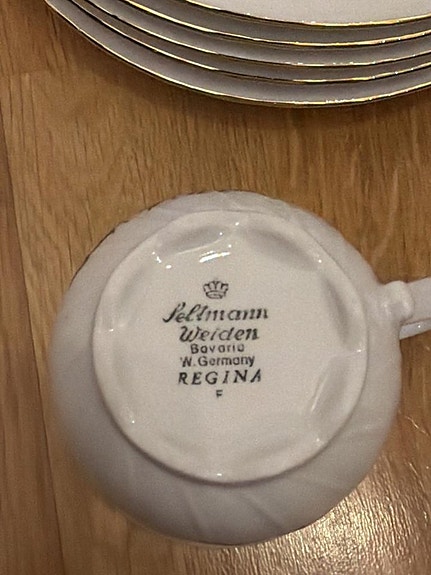 Seltmann
Weiden
Bavaria
W.Germany
REGINA
F